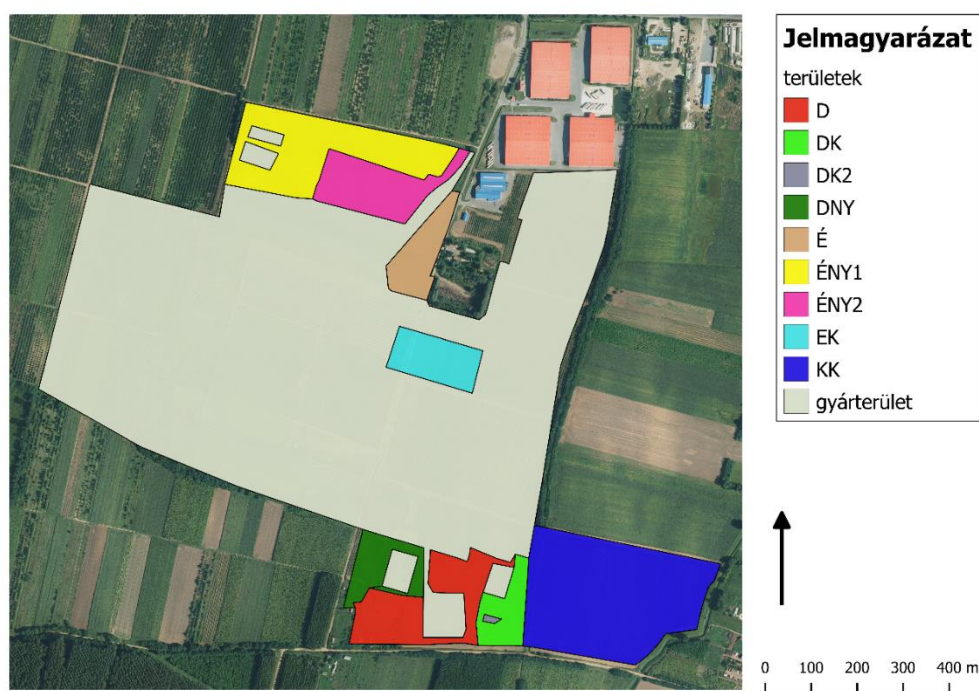 Jelmagyarázat
területek
D
DK
DK2
DNY
É
ÉNY1
ÉNY2
EK
KK
gyárterület
0 100 200 300 400 m